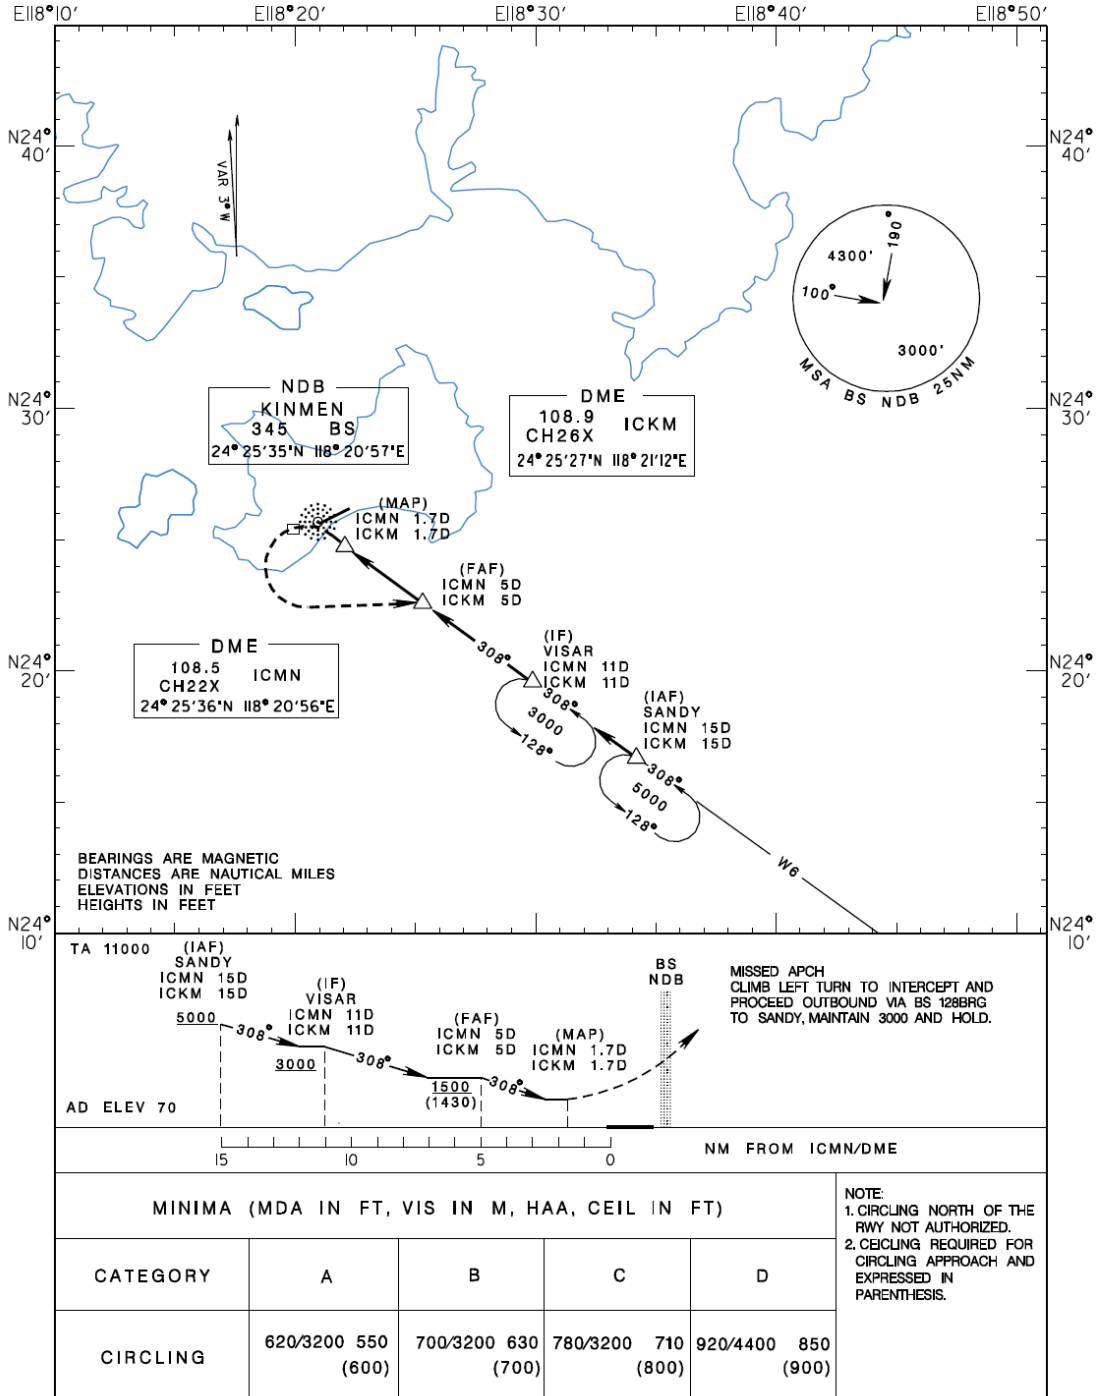 E118°10' E118°20' E118°30' E118°40' E118°50'
N24° 40'
N24° 40'
VAR 3°W
190°
4300'
100°
3000'
MSA BS NDB 25NM
N24° 30'
N24° 30'
NDB
KINMEN
345 BS
24° 25'35"N 118° 20'57"E
DME
108.9
CH26X
ICKM
24° 25'27"N 118° 21'12"E
(MAP)
ICMN 1.7D
ICKM 1.7D
(FAF)
ICMN 5D
ICKM 5D
308°
(IF)
VISAR
ICMN 11D
ICKM 11D
DME
108.5
CH22X
ICMN
24° 25'36"N 118° 20'56"E
N24° 20'
N24° 20'
308°
3000
128°
(IAF)
SANDY
ICMN 15D
ICKM 15D
308°
5000
128°
W6
BEARINGS ARE MAGNETIC
DISTANCES ARE NAUTICAL MILES
ELEVATIONS IN FEET
HEIGHTS IN FEET
N24° 10'
N24° 10'
TA 11000
(IAF)
SANDY
ICMN 15D
ICKM 15D
5000
308°
(IF)
VISAR
ICMN 11D
ICKM 11D
3000
308°
(FAF)
ICMN 5D
ICKM 5D
1500
(1430)
308°
(MAP)
ICMN 1.7D
ICKM 1.7D
BS
NDB
MISSED APCH
CLIMB LEFT TURN TO INTERCEPT AND
PROCEED OUTBOUND VIA BS 128BRG
TO SANDY, MAINTAIN 3000 AND HOLD.
AD ELEV 70
15 10 5 0
NM FROM ICMN/DME
MINIMA (MDA IN FT, VIS IN M, HAA, CEIL IN FT)
CATEGORY A B C D
CIRCLING
620/3200 550
(600)
700/3200 630
(700)
780/3200 710
(800)
920/4400 850
(900)
NOTE:
1. CIRCLING NORTH OF THE
RWY NOT AUTHORIZED.
2. CEICLING REQUIRED FOR
CIRCLING APPROACH AND
EXPRESSED IN
PARENTHESIS.